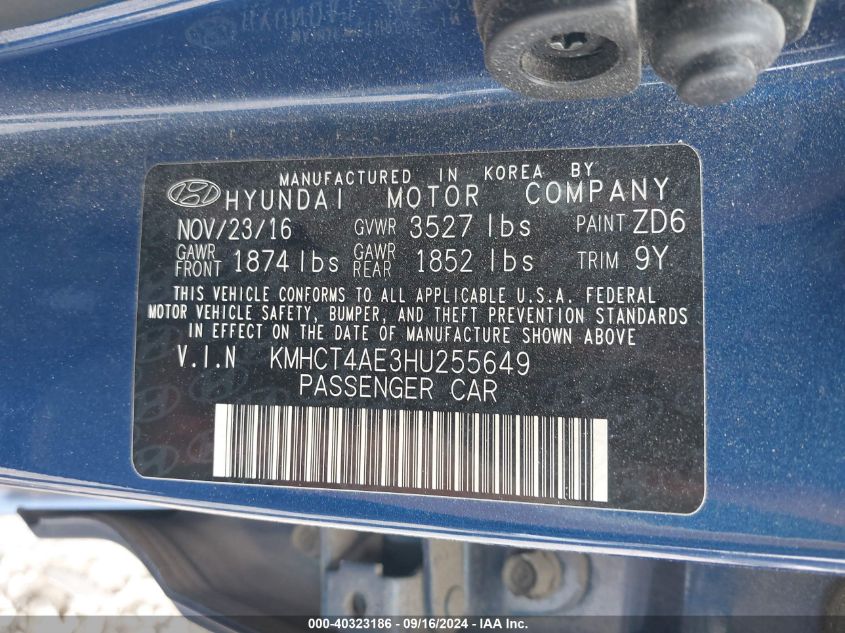 MANUFACTURED IN KOREA BY
HYUNDAI MOTOR COMPANY
NOV/23/16 GVWR 3527 lbs PAINT ZD6
GAWR FRONT 1874 lbs GAWR REAR 1852 lbs TRIM 9Y
THIS VEHICLE CONFORMS TO ALL APPLICABLE U.S.A. FEDERAL
MOTOR VEHICLE SAFETY, BUMPER, AND THEFT PREVENTION STANDARDS
IN EFFECT ON THE DATE OF MANUFACTURE SHOWN ABOVE
V.I.N KMHCT4AE3HU255649
PASSENGER CAR
000-40323186 - 09/16/2024 - IAAI.COM